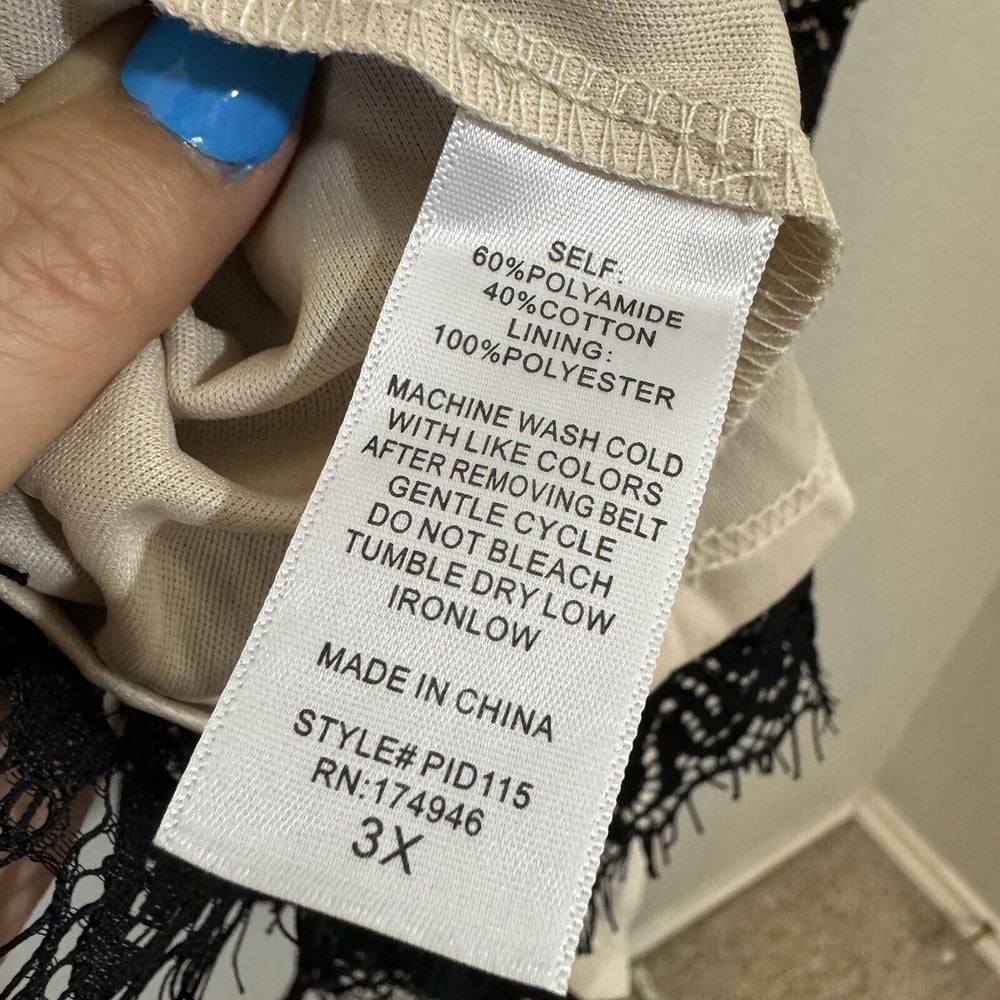 SELF:
60%POLYAMIDE
40%COTTON
LINING:
100%POLYESTER
MACHINE WASH COLD
WITH LIKE COLORS
AFTER REMOVING BELT
GENTLE CYCLE
DO NOT BLEACH
TUMBLE DRY LOW
IRONLOW
MADE IN CHINA
STYLE# PID115
RN:174946
3X